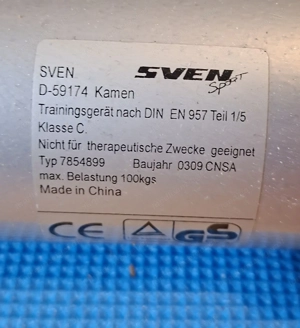 SVEN SVEN Sport
D-59174 Kamen
Trainingsgerät nach DIN EN 957 Teil 1/5
Klasse C.
Nicht für therapeutische Zwecke geeignet
Typ 7854899 Baujahr 0309 CNSA
max. Belastung 100kgs
Made in China
CE GS